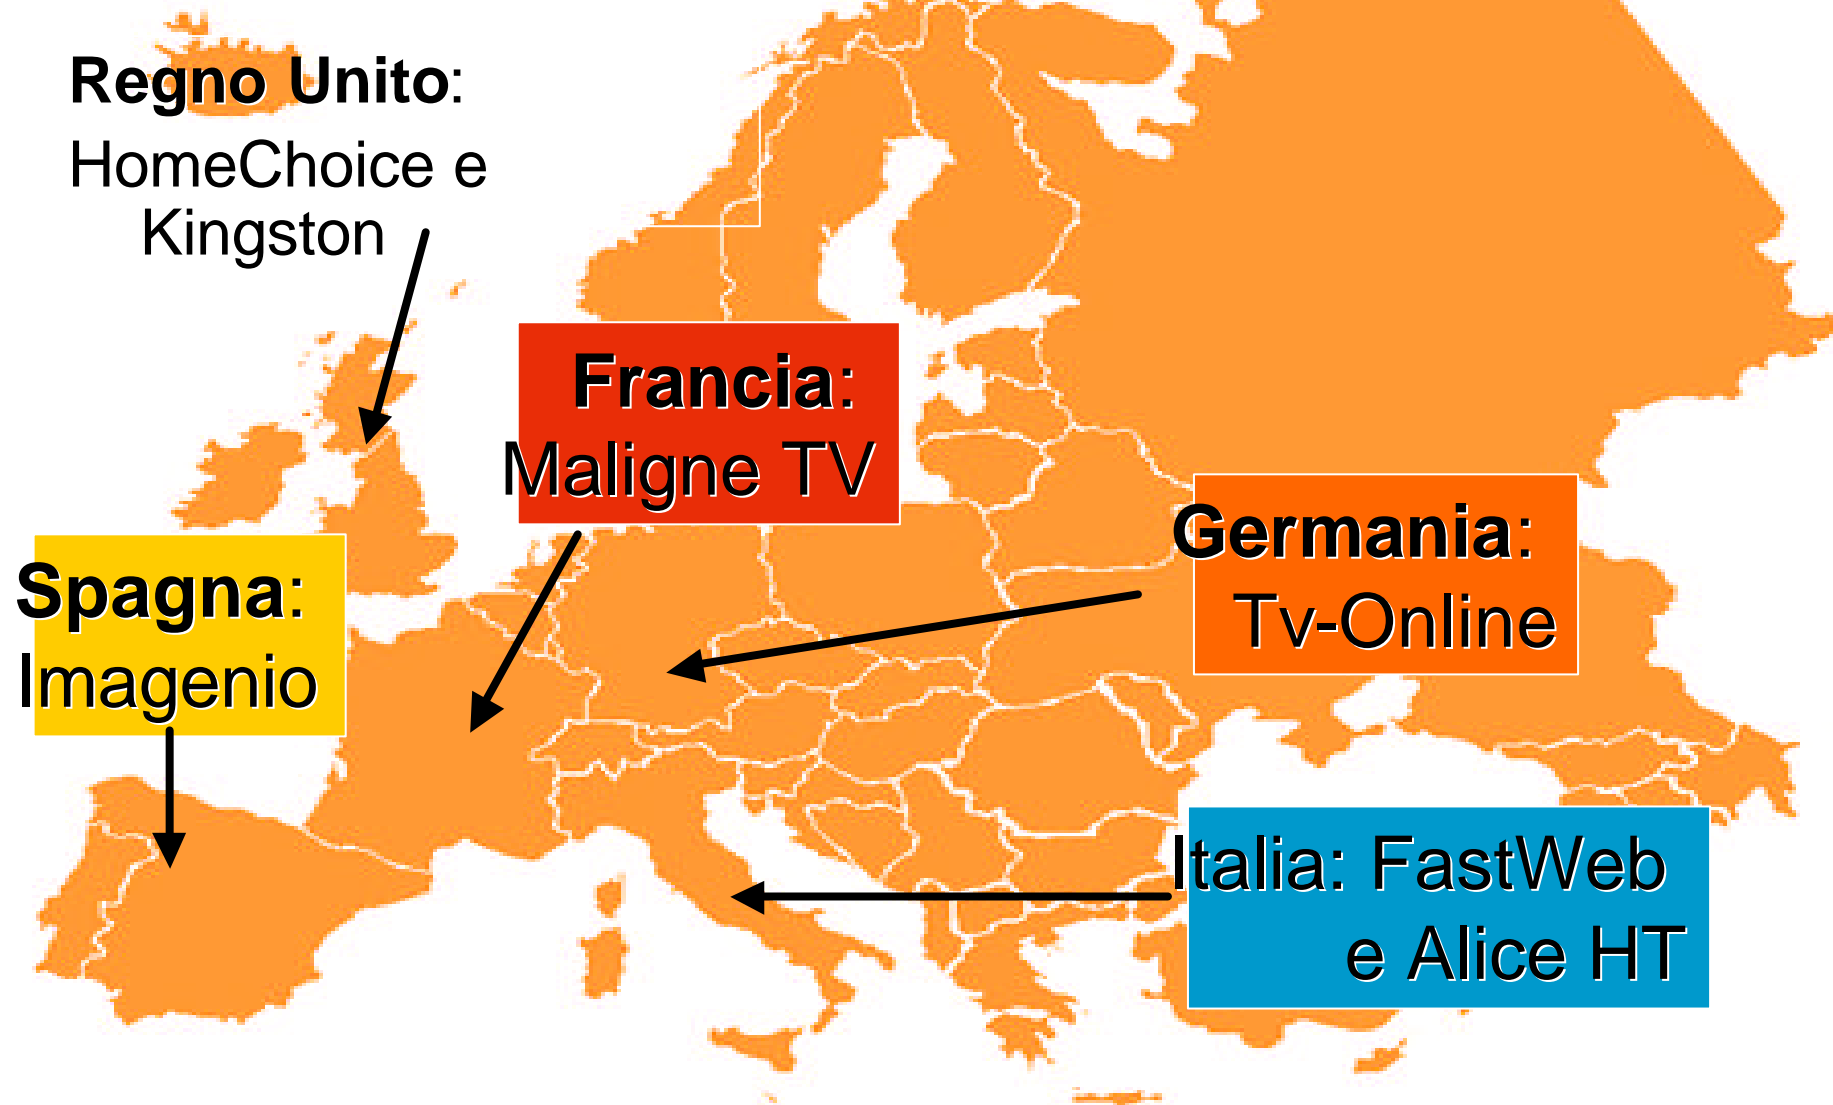 Regno Unito:
HomeChoice e
Kingston
Francia:
Maligne TV
Germania:
Tv-Online
Spagna:
Imagenio
Italia: FastWeb
e Alice HT